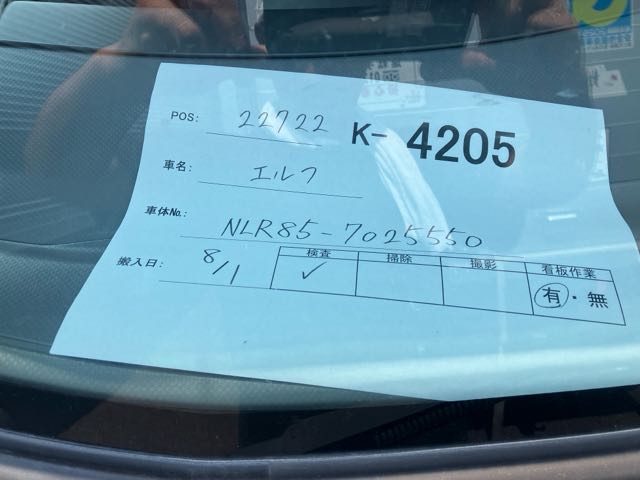 POS: 22722 K- 4205
車名: エルフ
車体No.: NLR85-7025550
搬入日: 8/1
検査 掃除 撮影 看板作業
✓ 有・無